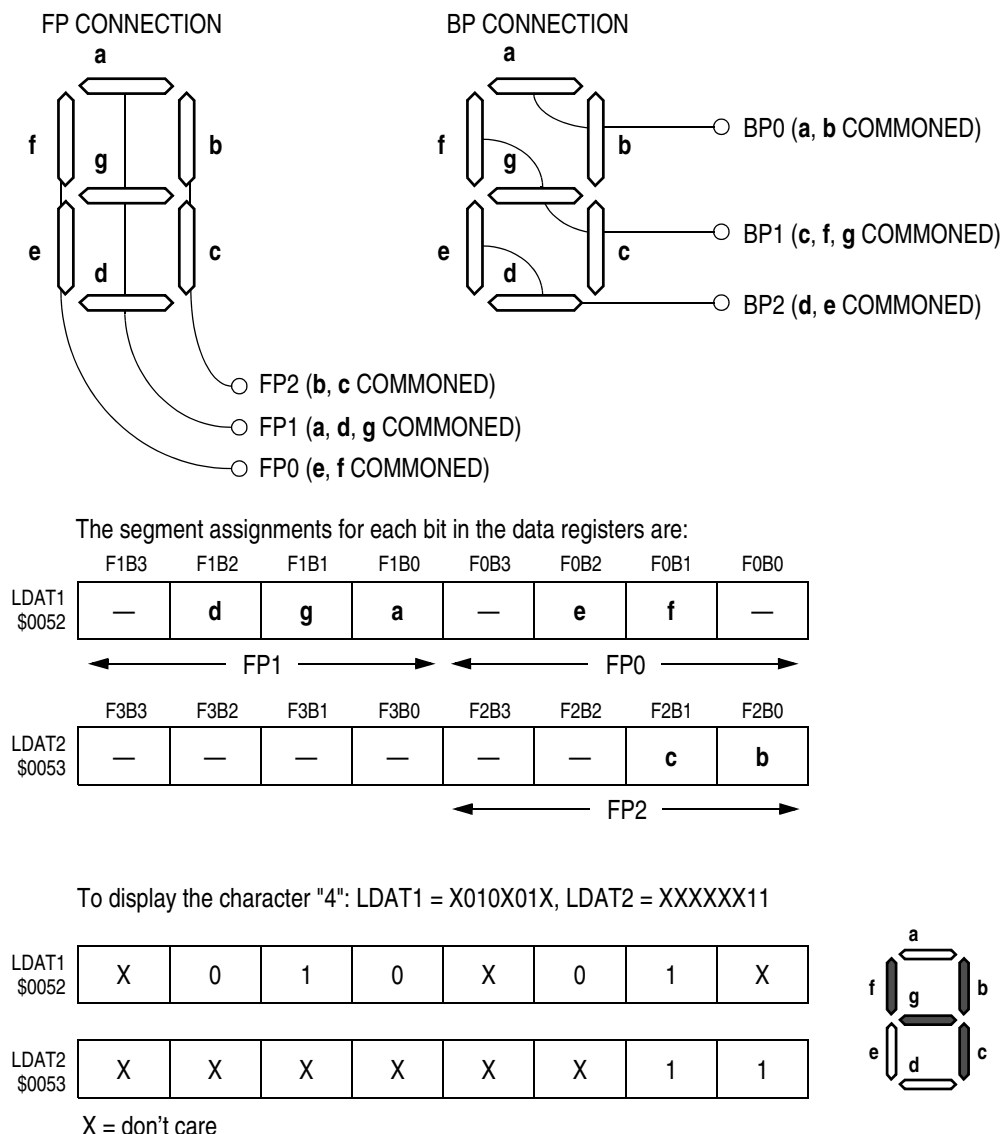 FP CONNECTION
BP CONNECTION
a
f
b
g
e
c
d
FP2 (b, c COMMONED)
FP1 (a, d, g COMMONED)
FP0 (e, f COMMONED)
a
f
b
g
e
c
d
BP0 (a, b COMMONED)
BP1 (c, f, g COMMONED)
BP2 (d, e COMMONED)
The segment assignments for each bit in the data registers are:
F1B3 F1B2 F1B1 F1B0 F0B3 F0B2 F0B1 F0B0
LDAT1
$0052
— d g a — e f —
FP1 FP0
F3B3 F3B2 F3B1 F3B0 F2B3 F2B2 F2B1 F2B0
LDAT2
$0053
— — — — — — c b
FP2
To display the character "4": LDAT1 = X010X01X, LDAT2 = XXXXXX11
LDAT1
$0052
X 0 1 0 X 0 1 X
LDAT2
$0053
X X X X X X 1 1
a
f
b
g
e
c
d
X = don't care